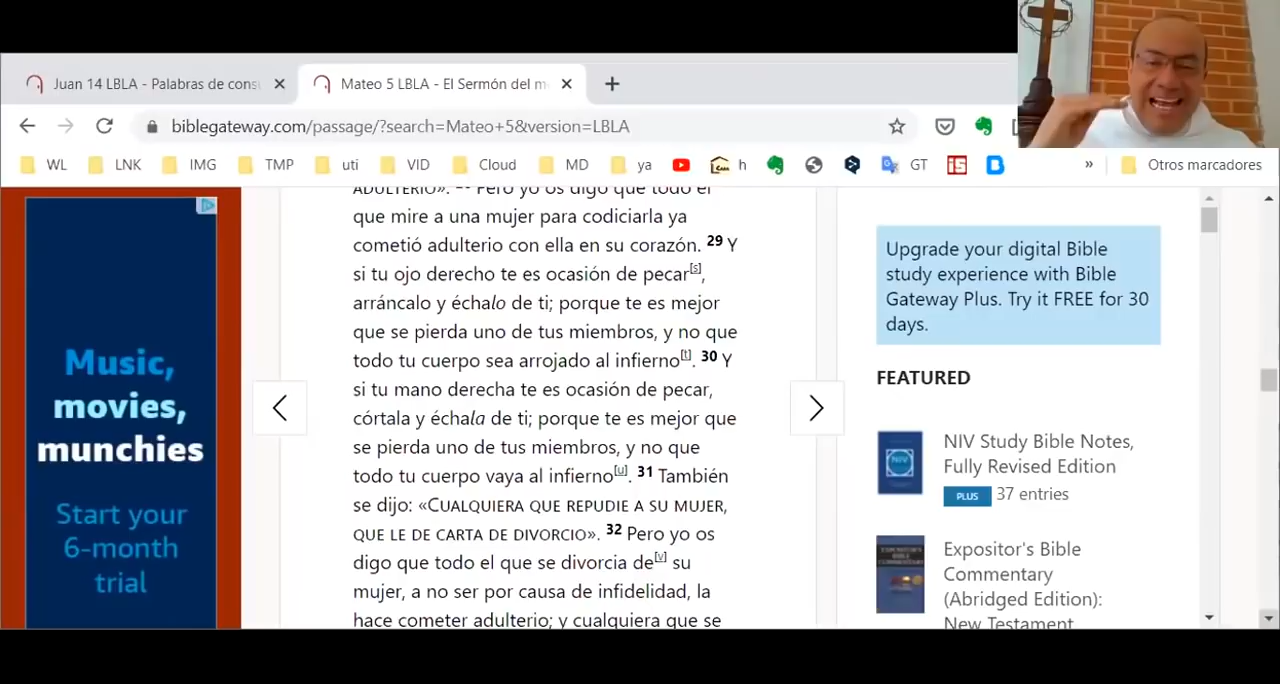 Juan 14 LBLA - Palabras de cons
Mateo 5 LBLA - El Sermón del m
biblegateway.com/passage/?search=Mateo+5&version=LBLA
WL LNK IMG TMP uti VID Cloud MD ya h GT » Otros marcadores
ADULTERIO». Pero yo os digo que todo el
que mire a una mujer para codiciarla ya
cometió adulterio con ella en su corazón. 29 Y
si tu ojo derecho te es ocasión de pecar[s],
arráncalo y échalo de ti; porque te es mejor
que se pierda uno de tus miembros, y no que
todo tu cuerpo sea arrojado al infierno[t]. 30 Y
si tu mano derecha te es ocasión de pecar,
córtala y échala de ti; porque te es mejor que
se pierda uno de tus miembros, y no que
todo tu cuerpo vaya al infierno[u]. 31 También
se dijo: «CUALQUIERA QUE REPUDIE A SU MUJER,
QUE LE DE CARTA DE DIVORCIO». 32 Pero yo os
digo que todo el que se divorcia de[v] su
mujer, a no ser por causa de infidelidad, la
hace cometer adulterio; y cualquiera que se
Music,
movies,
munchies
Start your
6-month
trial
Upgrade your digital Bible
study experience with Bible
Gateway Plus. Try it FREE for 30
days.
FEATURED
NIV
NIV Study Bible Notes,
Fully Revised Edition
PLUS 37 entries
Expositor's Bible
Commentary
(Abridged Edition):
New Testament